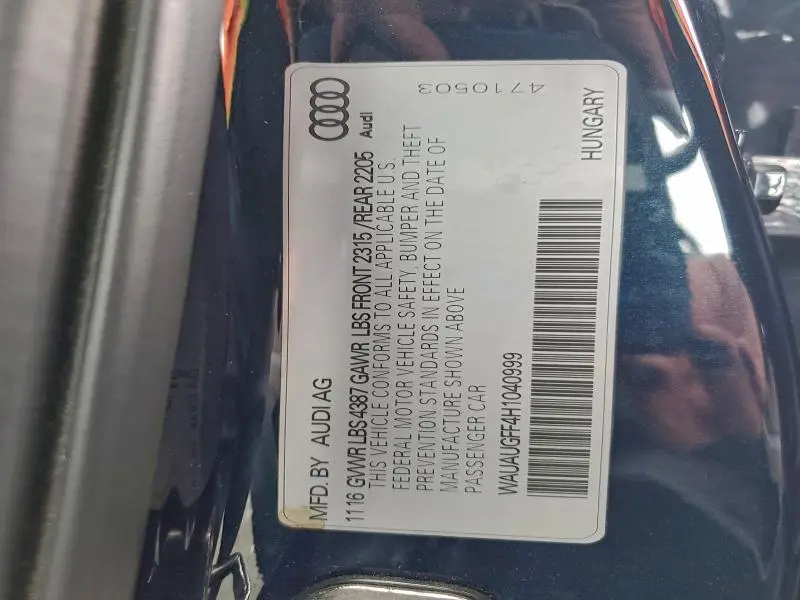 MFD. BY AUDI AG
Audi
1116 GVWR LBS 4387 GAWR LBS FRONT 2315/REAR 2205
THIS VEHICLE CONFORMS TO ALL APPLICABLE U.S.
FEDERAL MOTOR VEHICLE SAFETY, BUMPER AND THEFT
PREVENTION STANDARDS IN EFFECT ON THE DATE OF
MANUFACTURE SHOWN ABOVE
PASSENGER CAR
4710503
WAUAUGFF4H1040999
HUNGARY